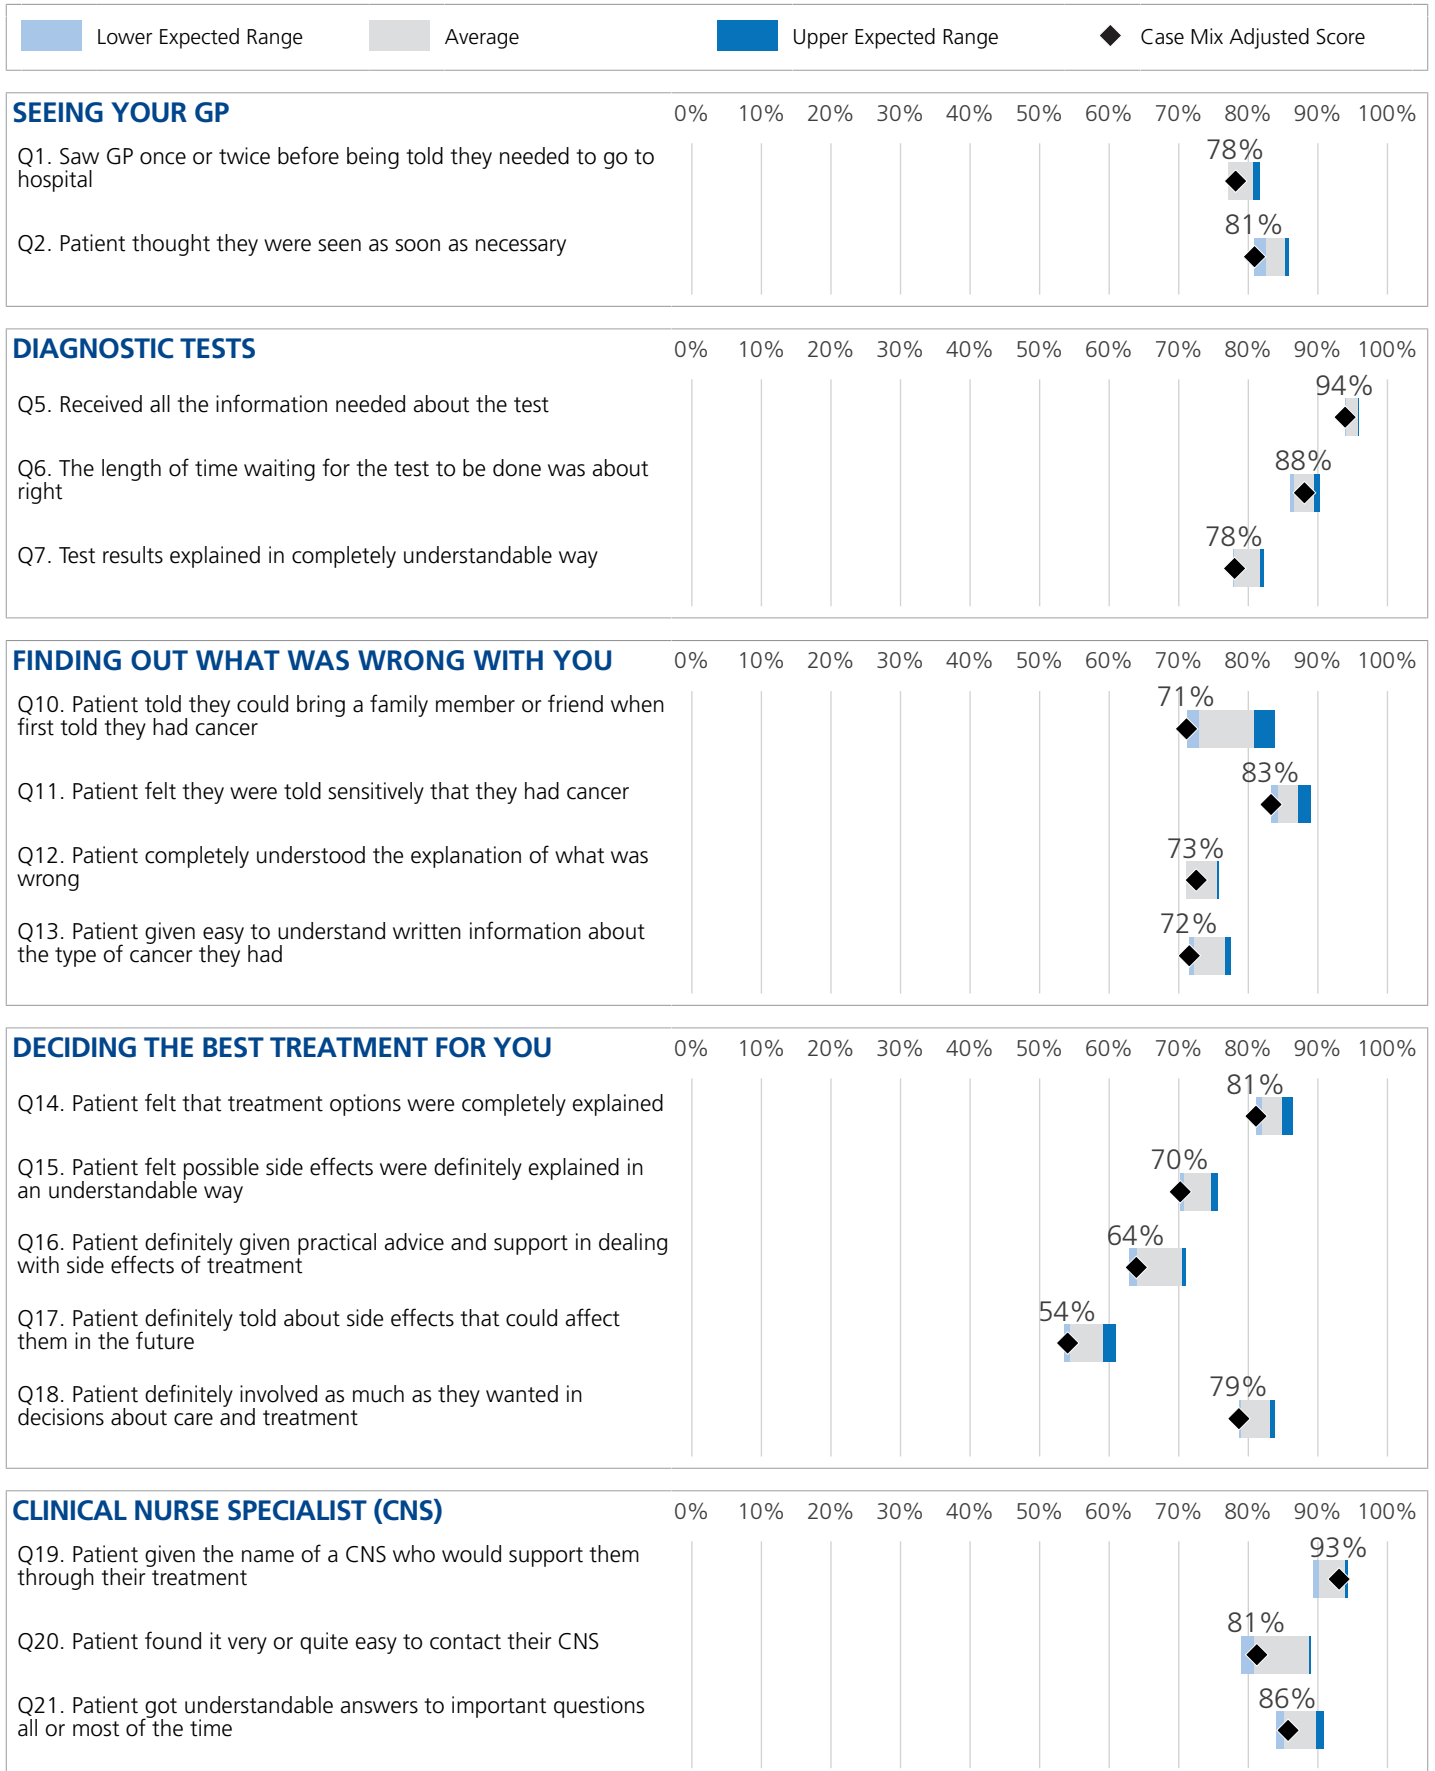 Lower Expected Range Average Upper Expected Range Case Mix Adjusted Score
SEEING YOUR GP 0% 10% 20% 30% 40% 50% 60% 70% 80% 90% 100%
78%
Q1. Saw GP once or twice before being told they needed to go to
hospital
81%
Q2. Patient thought they were seen as soon as necessary
DIAGNOSTIC TESTS 0% 10% 20% 30% 40% 50% 60% 70% 80% 90% 100%
94%
Q5. Received all the information needed about the test
88%
Q6. The length of time waiting for the test to be done was about
right
78%
Q7. Test results explained in completely understandable way
FINDING OUT WHAT WAS WRONG WITH YOU 0% 10% 20% 30% 40% 50% 60% 70% 80% 90% 100%
71%
Q10. Patient told they could bring a family member or friend when
first told they had cancer
83%
Q11. Patient felt they were told sensitively that they had cancer
73%
Q12. Patient completely understood the explanation of what was
wrong
72%
Q13. Patient given easy to understand written information about
the type of cancer they had
DECIDING THE BEST TREATMENT FOR YOU 0% 10% 20% 30% 40% 50% 60% 70% 80% 90% 100%
81%
Q14. Patient felt that treatment options were completely explained
70%
Q15. Patient felt possible side effects were definitely explained in
an understandable way
64%
Q16. Patient definitely given practical advice and support in dealing
with side effects of treatment
54%
Q17. Patient definitely told about side effects that could affect
them in the future
79%
Q18. Patient definitely involved as much as they wanted in
decisions about care and treatment
CLINICAL NURSE SPECIALIST (CNS) 0% 10% 20% 30% 40% 50% 60% 70% 80% 90% 100%
93%
Q19. Patient given the name of a CNS who would support them
through their treatment
81%
Q20. Patient found it very or quite easy to contact their CNS
86%
Q21. Patient got understandable answers to important questions
all or most of the time